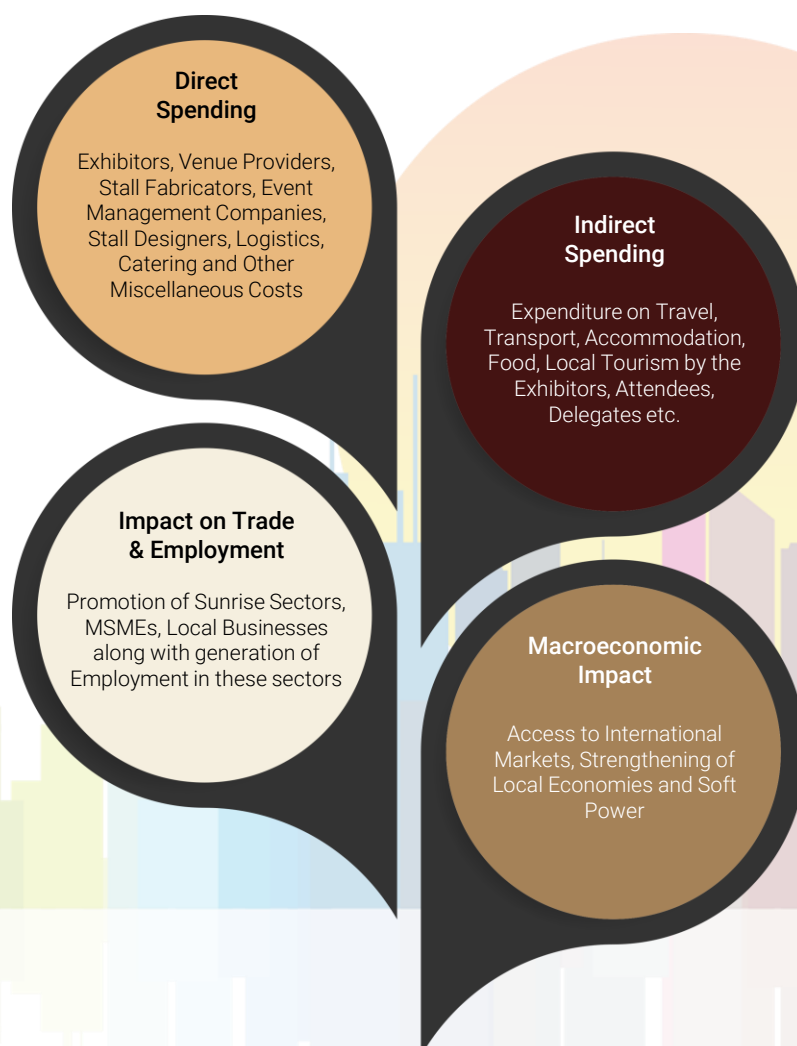 Direct
Spending
Exhibitors, Venue Providers,
Stall Fabricators, Event
Management Companies,
Stall Designers, Logistics,
Catering and Other
Miscellaneous Costs
Indirect
Spending
Expenditure on Travel,
Transport, Accommodation,
Food, Local Tourism by the
Exhibitors, Attendees,
Delegates etc.
Impact on Trade
& Employment
Promotion of Sunrise Sectors,
MSMEs, Local Businesses
along with generation of
Employment in these sectors
Macroeconomic
Impact
Access to International
Markets, Strengthening of
Local Economies and Soft
Power